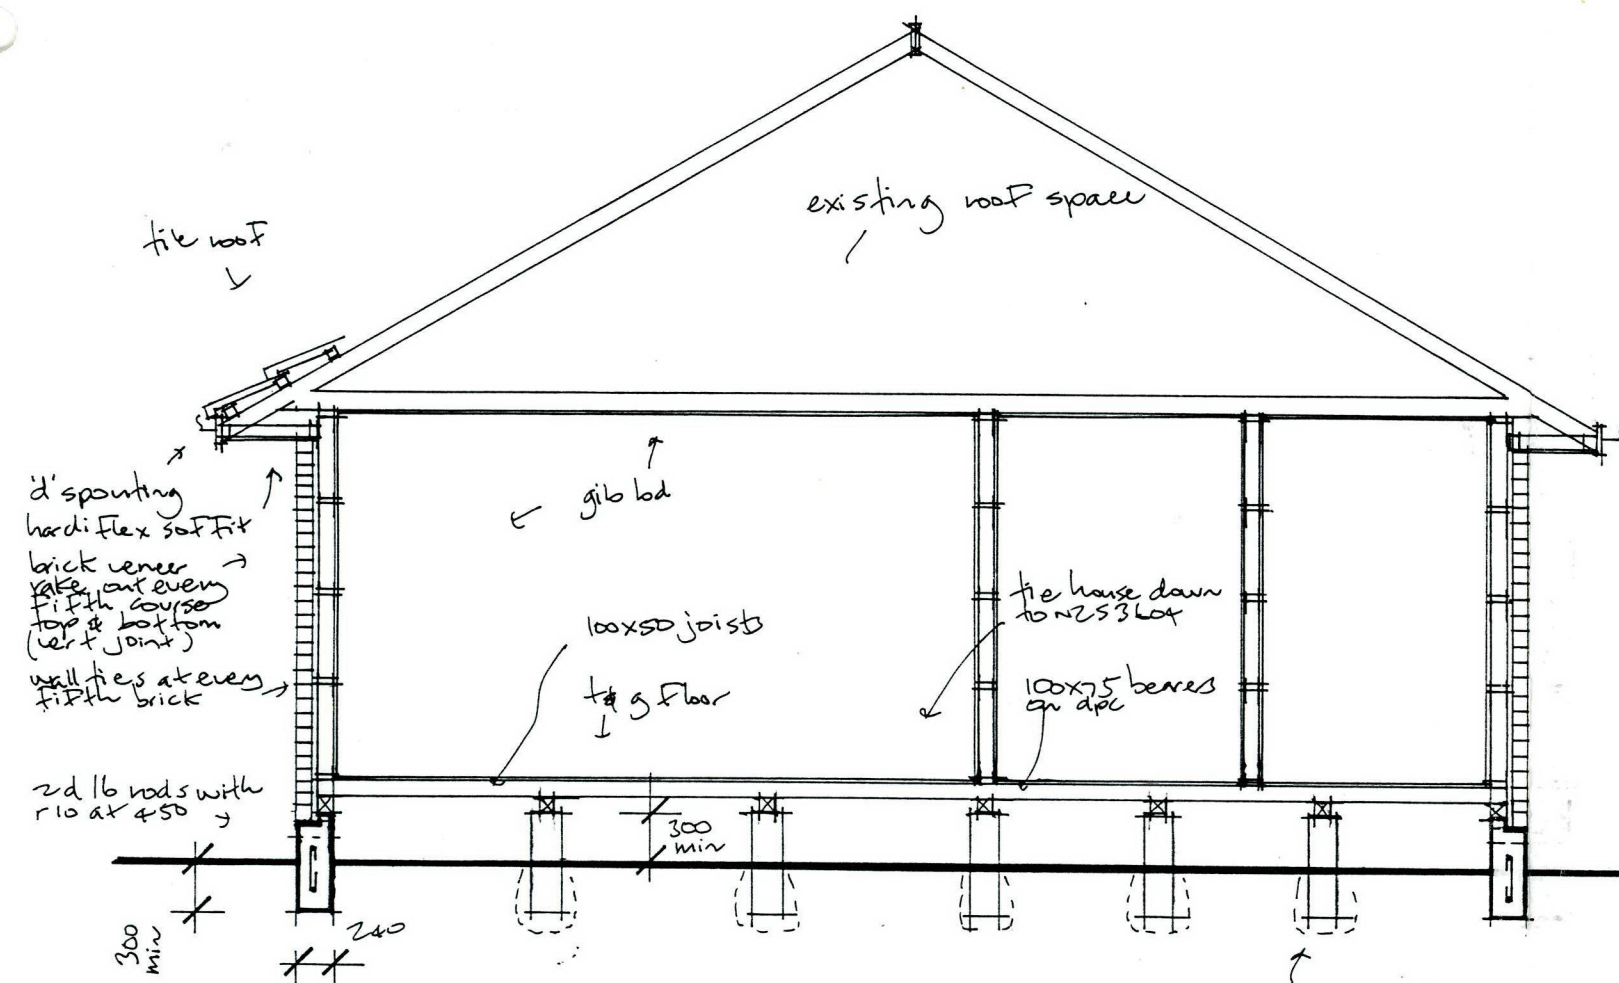 existing roof space
tile roof
gib bd
'd' spouting
hardiflex soffit
brick veneer
rake out every
fifth course
top & bottom
(vert joint)
wall ties at every
fifth brick
100x50 joists
t & g floor
tie house down
to NZS3604
100x75 beares
on dpc
2 d16 rods with
r10 at 450
300
min
300
min
240